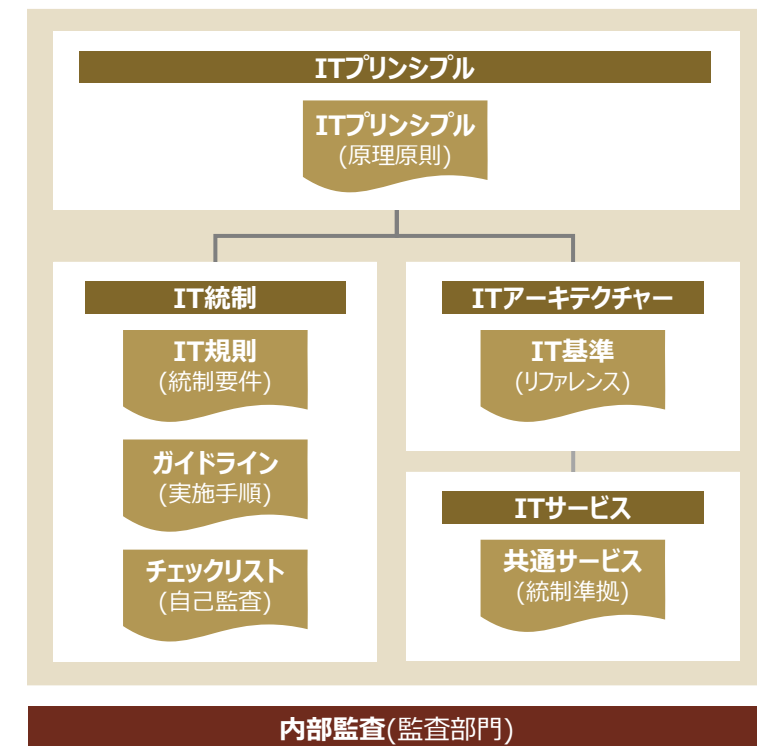 ITプリンシプル
ITプリンシプル
(原理原則)
IT統制
IT規則
(統制要件)
ガイドライン
(実施手順)
チェックリスト
(自己監査)
ITアーキテクチャー
IT基準
(リファレンス)
ITサービス
共通サービス
(統制準拠)
内部監査(監査部門)